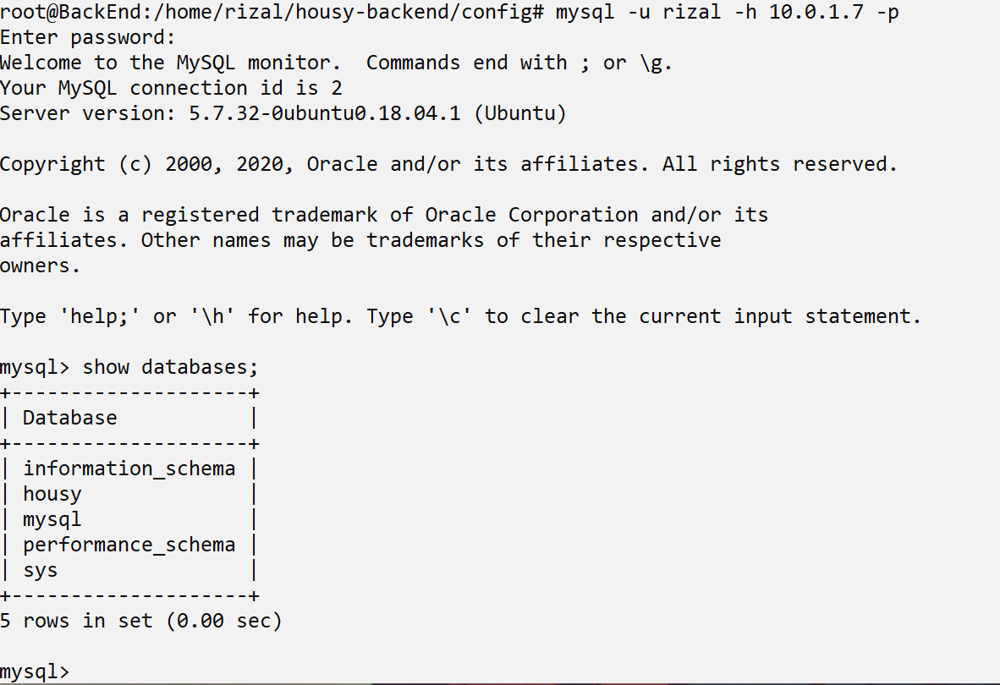 root@BackEnd:/home/rizal/housy-backend/config# mysql -u rizal -h 10.0.1.7 -p
Enter password:
Welcome to the MySQL monitor.  Commands end with ; or \g.
Your MySQL connection id is 2
Server version: 5.7.32-0ubuntu0.18.04.1 (Ubuntu)

Copyright (c) 2000, 2020, Oracle and/or its affiliates. All rights reserved.

Oracle is a registered trademark of Oracle Corporation and/or its
affiliates. Other names may be trademarks of their respective
owners.

Type 'help;' or '\h' for help. Type '\c' to clear the current input statement.

mysql> show databases;
+--------------------+
| Database           |
+--------------------+
| information_schema |
| housy              |
| mysql              |
| performance_schema |
| sys                |
+--------------------+
5 rows in set (0.00 sec)

mysql>